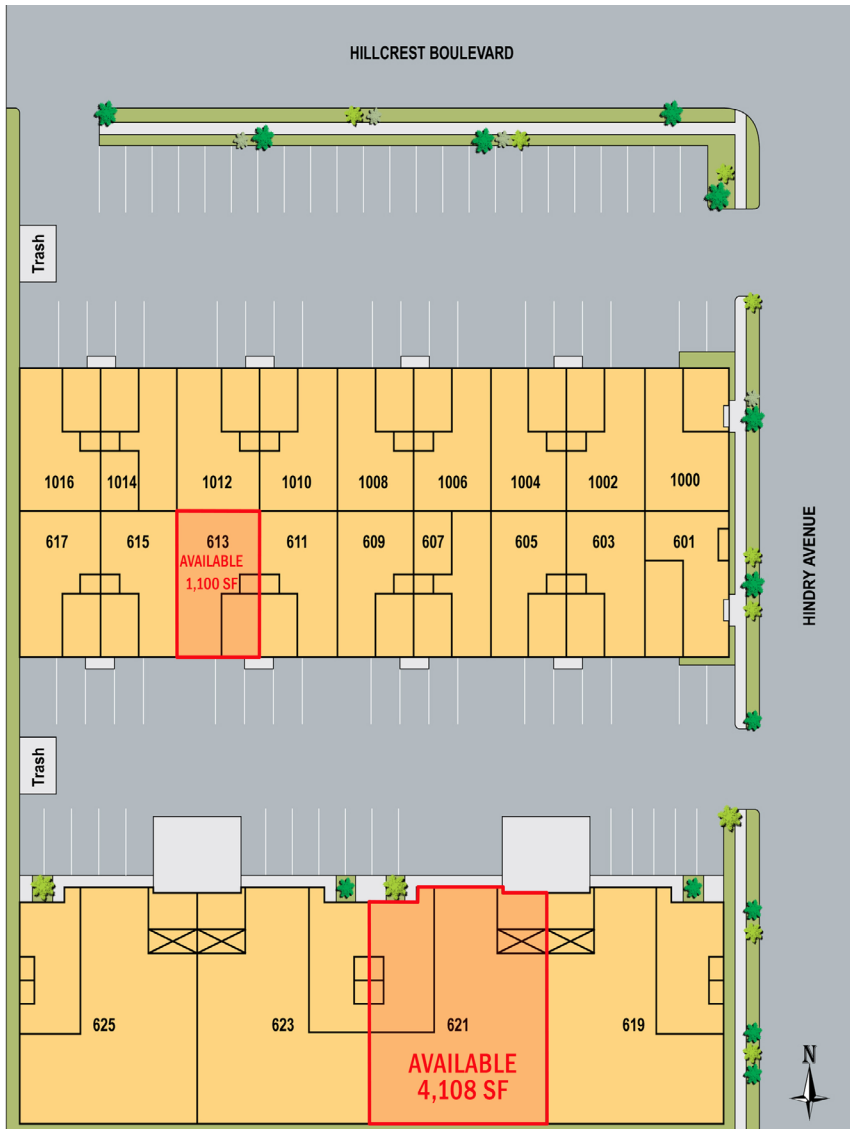 HILLCREST BOULEVARD
Trash
1016 1014 1012 1010 1008 1006 1004 1002 1000
617 615 613 611 609 607 605 603 601
AVAILABLE
1,100 SF
HINDRY AVENUE
Trash
625 623 621 619
AVAILABLE
4,108 SF
N